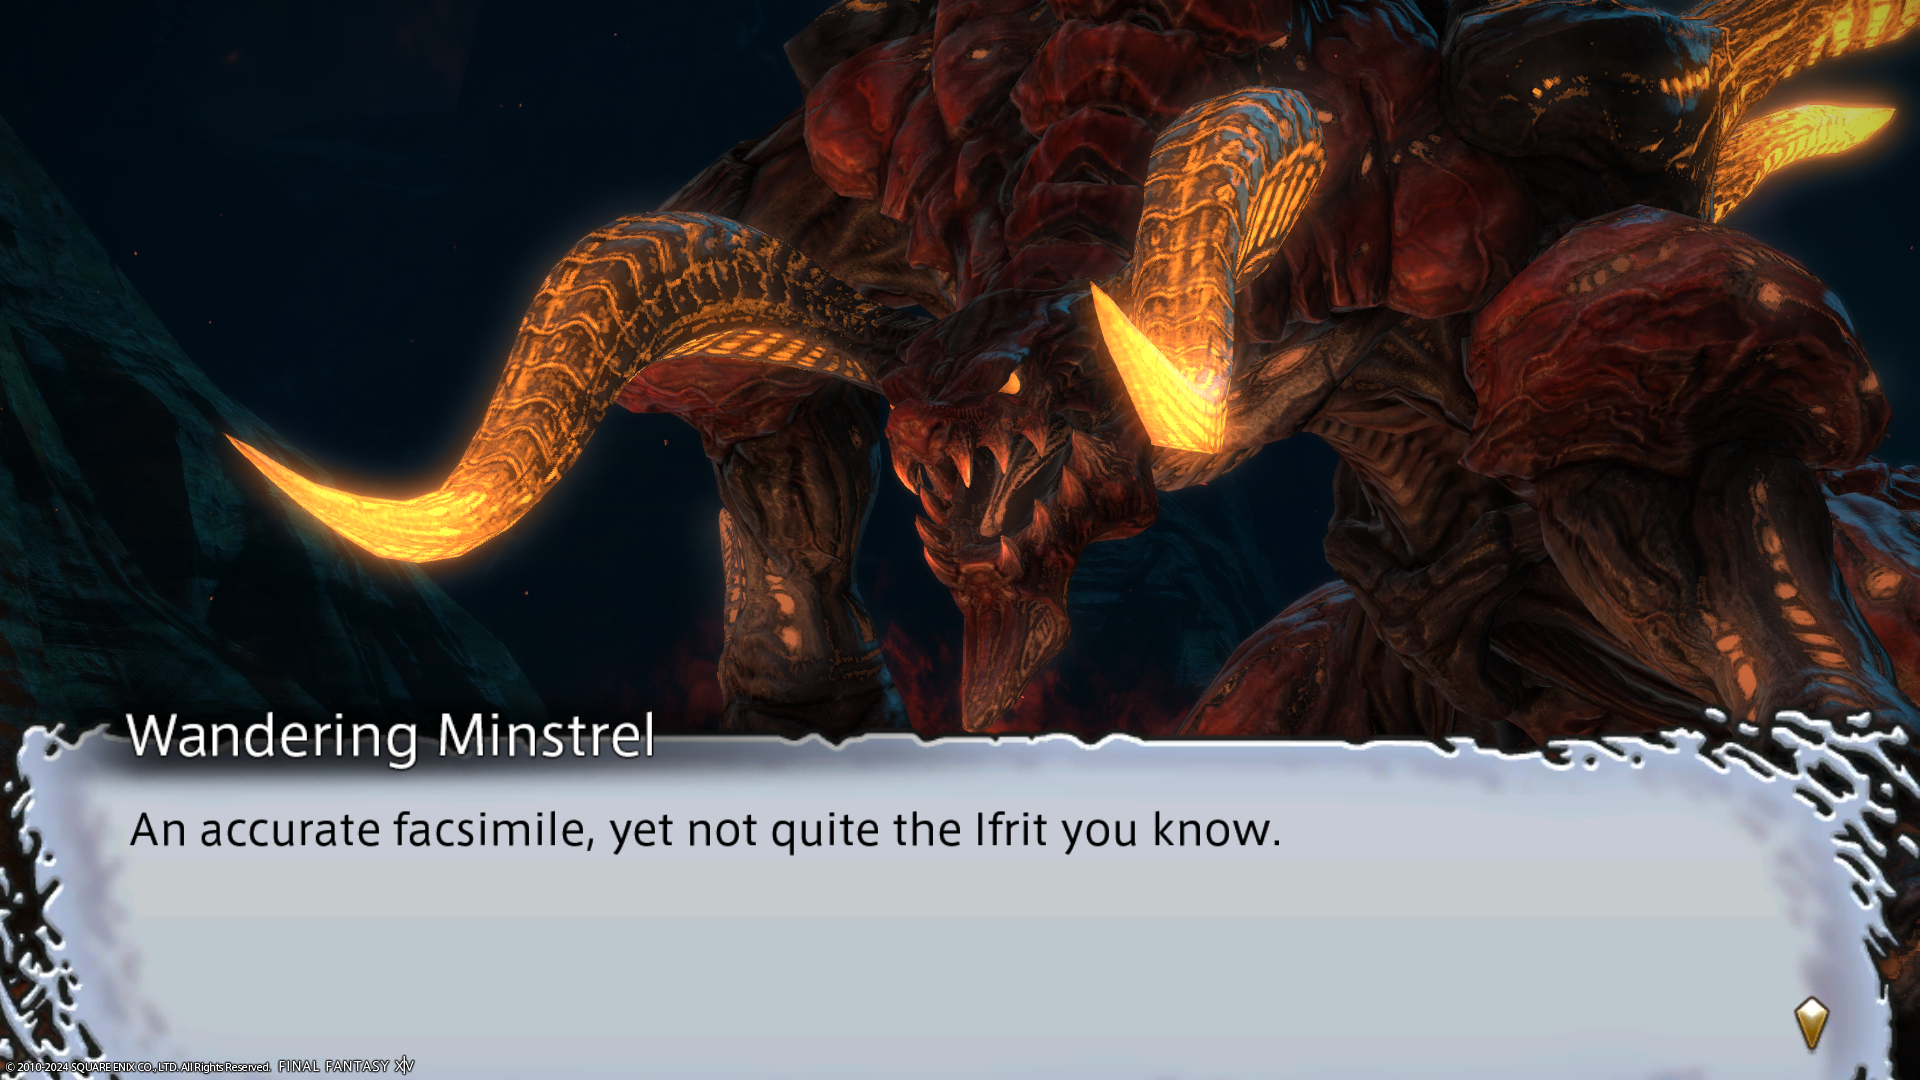 Wandering Minstrel
An accurate facsimile, yet not quite the Ifrit you know.
© 2010-2024 SQUARE ENIX CO., LTD. All Rights Reserved. FINAL FANTASY XIV